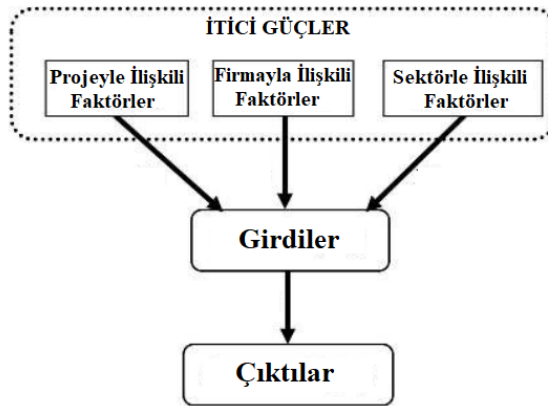 İTİCİ GÜÇLER
Projeyle İlişkili
Faktörler
Firmayla İlişkili
Faktörler
Sektörle İlişkili
Faktörler
Girdiler
Çıktılar